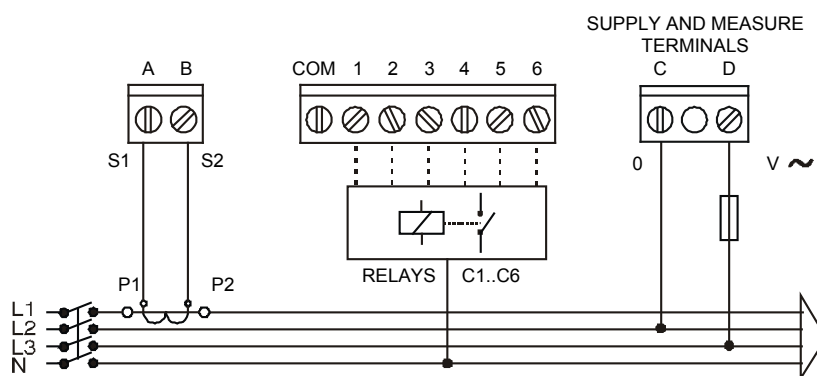 SUPPLY AND MEASURE
TERMINALS
A B
COM 1 2 3 4 5 6
C D
S1 S2
0 V ~
RELAYS C1..C6
P1 P2
L1
L2
L3
N